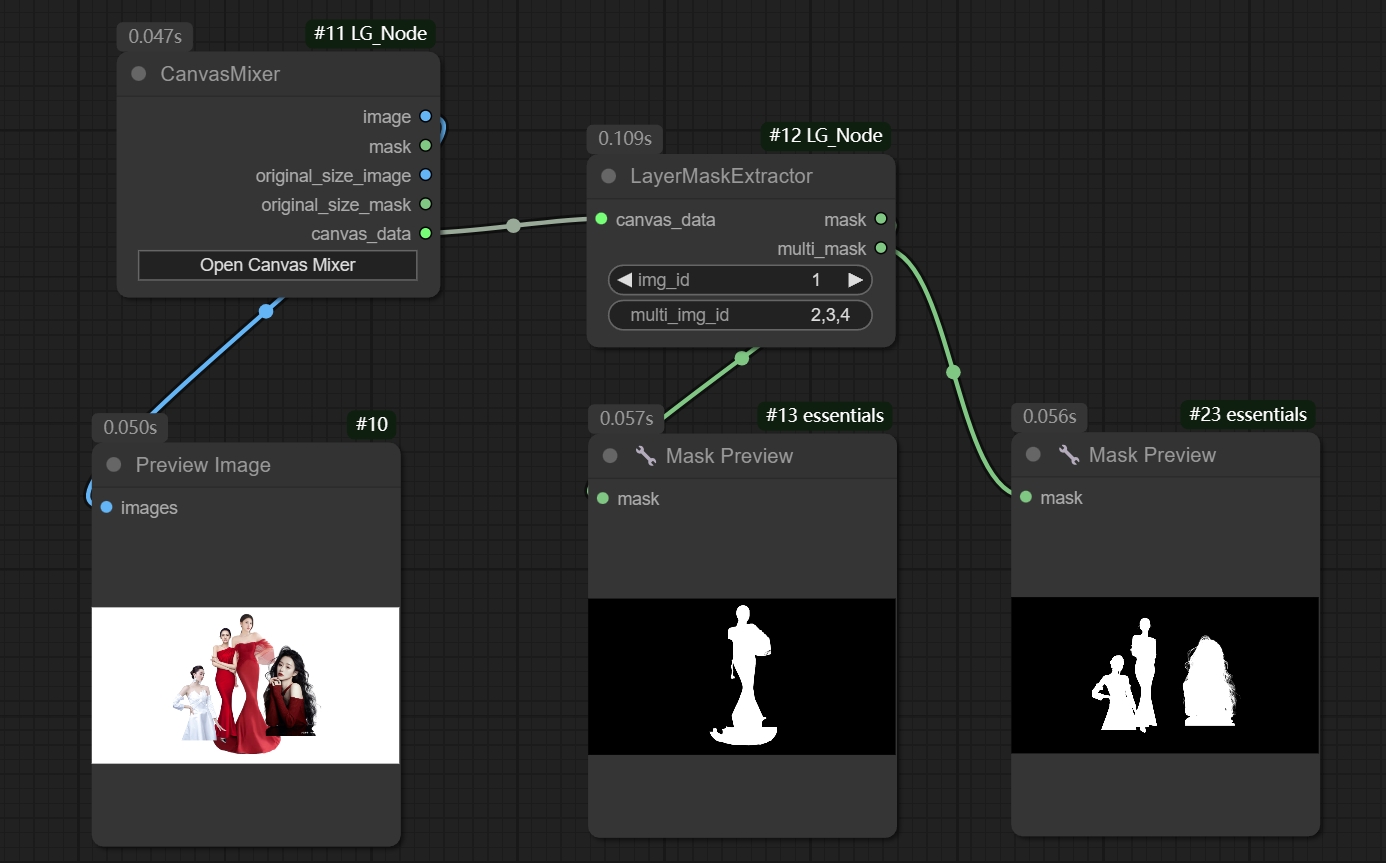 0.047s
#11 LG_Node
CanvasMixer
image
mask
original_size_image
original_size_mask
canvas_data
Open Canvas Mixer
0.109s
#12 LG_Node
LayerMaskExtractor
canvas_data
mask
multi_mask
img_id 1
multi_img_id 2,3,4
0.050s
#10
Preview Image
images
0.057s
#13 essentials
Mask Preview
mask
0.056s
#23 essentials
Mask Preview
mask